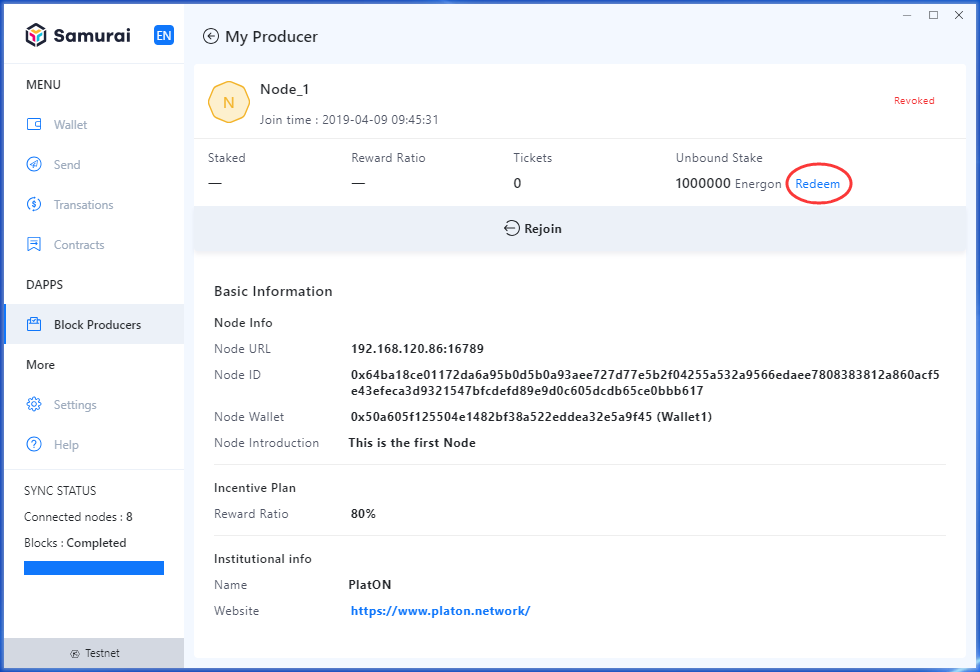 Samurai EN
My Producer
MENU
Wallet
Send
Transations
Contracts
DAPPS
Block Producers
More
Settings
Help
SYNC STATUS
Connected nodes : 8
Blocks : Completed
Testnet
N
Node_1
Join time : 2019-04-09 09:45:31
Revoked
Staked Reward Ratio Tickets Unbound Stake
— — 0 1000000 Energon Redeem
Rejoin
Basic Information
Node Info
Node URL 192.168.120.86:16789
Node ID 0x64ba18ce01172da6a95b0d5b0a93aee727d77e5b2f04255a532a9566edaee7808383812a860acf5
e43efeca3d9321547bfcdefd89e9d0c605dcdb65ce0bbb617
Node Wallet 0x50a605f125504e1482bf38a522eddea32e5a9f45 (Wallet1)
Node Introduction This is the first Node
Incentive Plan
Reward Ratio 80%
Institutional info
Name PlatON
Website https://www.platon.network/